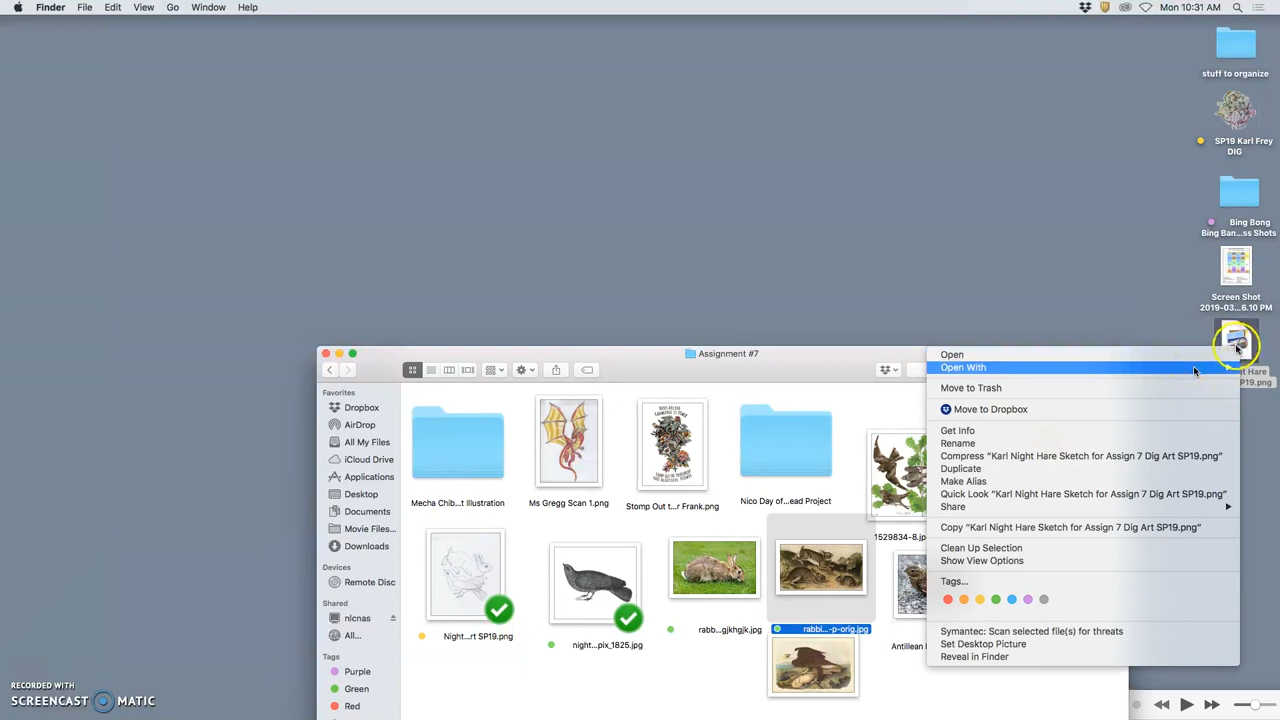 Finder File Edit View Go Window Help
Mon 10:31 AM
stuff to organize
SP19 Karl Frey
DIG
Bing Bong
Bing Ban...ss Shots
Screen Shot
2019-03...6.10 PM
ht Hare
P19.png
Assignment #7
Favorites
Dropbox
AirDrop
All My Files
iCloud Drive
Applications
Desktop
Documents
Movie Files...
Downloads
Devices
Remote Disc
Shared
nlcnas
All...
Tags
Purple
Green
Red
Mecha Chib...t Illustration
Ms Gregg Scan 1.png
Stomp Out t...r Frank.png
Nico Day of...ead Project
1529834-8.jp
Night...rt SP19.png
night...pix_1825.jpg
rabb...gjkhgjk.jpg
rabbi...-p-orig.jpg
Antillean
Open
Open With
Move to Trash
Move to Dropbox
Get Info
Rename
Compress “Karl Night Hare Sketch for Assign 7 Dig Art SP19.png”
Duplicate
Make Alias
Quick Look “Karl Night Hare Sketch for Assign 7 Dig Art SP19.png”
Share
Copy “Karl Night Hare Sketch for Assign 7 Dig Art SP19.png”
Clean Up Selection
Show View Options
Tags...
Symantec: Scan selected file(s) for threats
Set Desktop Picture
Reveal in Finder
RECORDED WITH
SCREENCAST MATIC